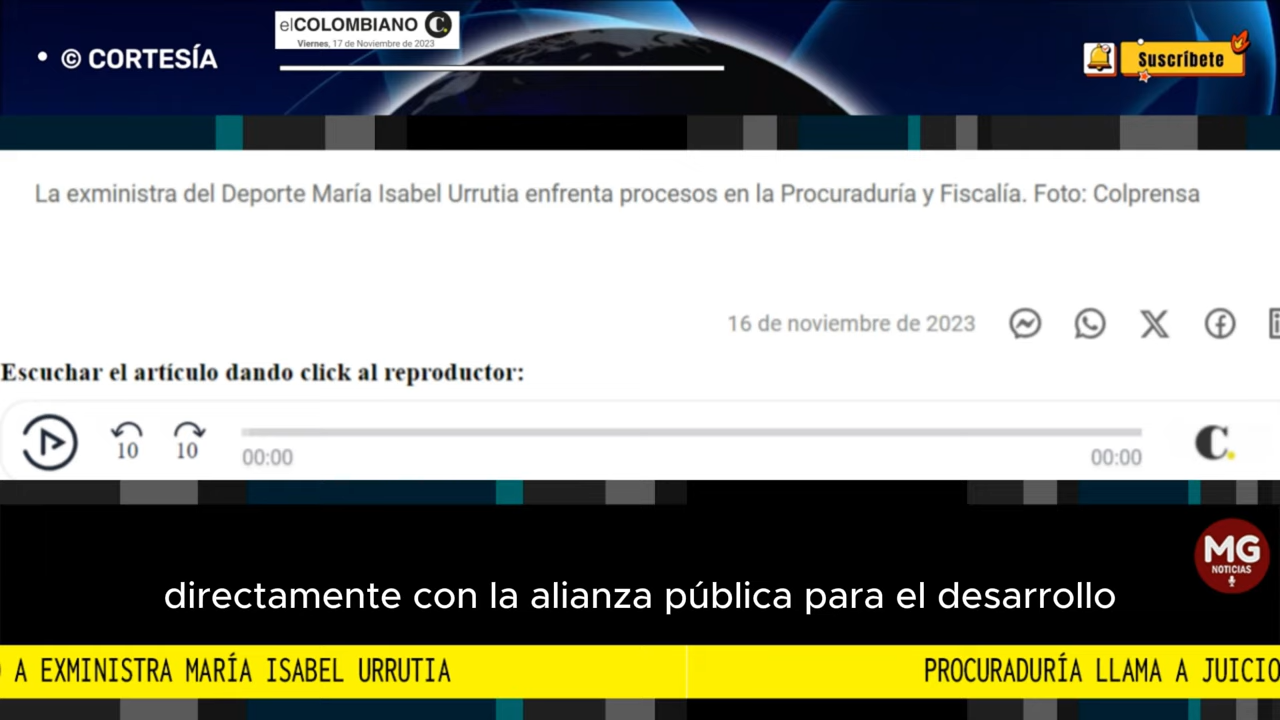 elCOLOMBIANO C.
Viernes, 17 de Noviembre de 2023
• © CORTESÍA
Suscríbete
La exministra del Deporte María Isabel Urrutia enfrenta procesos en la Procuraduría y Fiscalía. Foto: Colprensa
16 de noviembre de 2023
Escuchar el artículo dando click al reproductor:
10 10
00:00 00:00
C.
MG
NOTICIAS
directamente con la alianza pública para el desarrollo
A EXMINISTRA MARÍA ISABEL URRUTIA PROCURADURÍA LLAMA A JUICIO